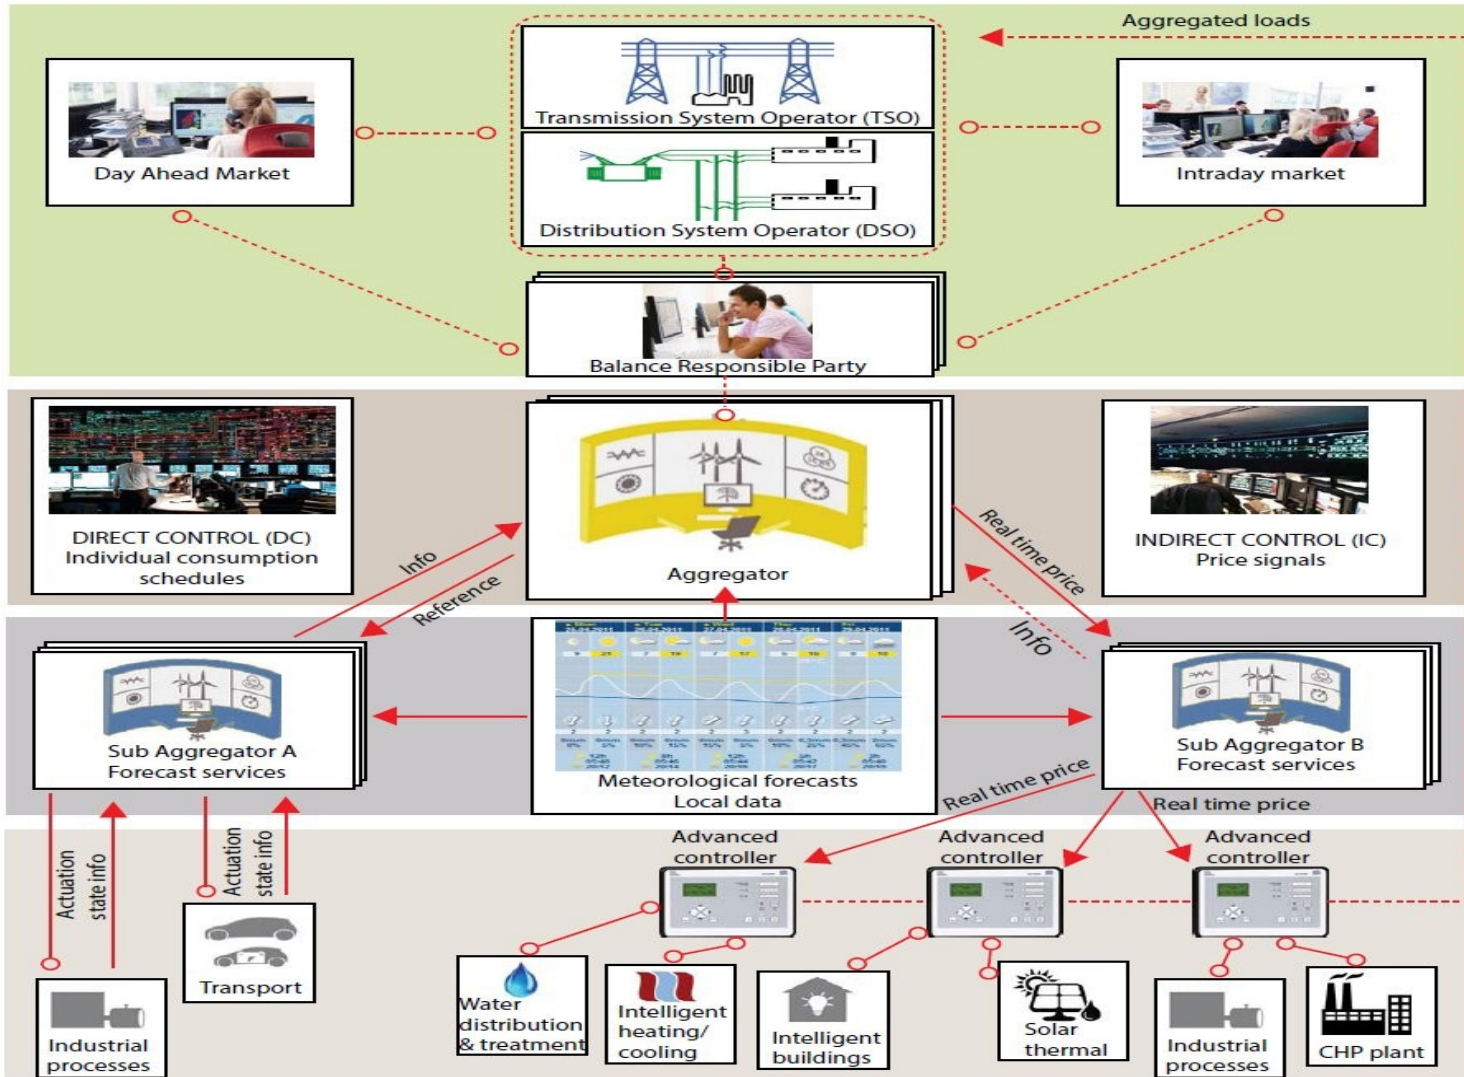 Aggregated loads
Transmission System Operator (TSO)
Day Ahead Market
Intraday market
Distribution System Operator (DSO)
Balance Responsible Party
DIRECT CONTROL (DC)
Individual consumption
schedules
Info
Reference
Aggregator
Real time price
Info
INDIRECT CONTROL (IC)
Price signals
Sub Aggregator A
Forecast services
Meteorological forecasts
Local data
Sub Aggregator B
Forecast services
Real time price
Real time price
Actuation
state info
Actuation
state info
Advanced
controller
Advanced
controller
Advanced
controller
Transport
Industrial
processes
Water
distribution
& treatment
Intelligent
heating/
cooling
Intelligent
buildings
Solar
thermal
Industrial
processes
CHP plant